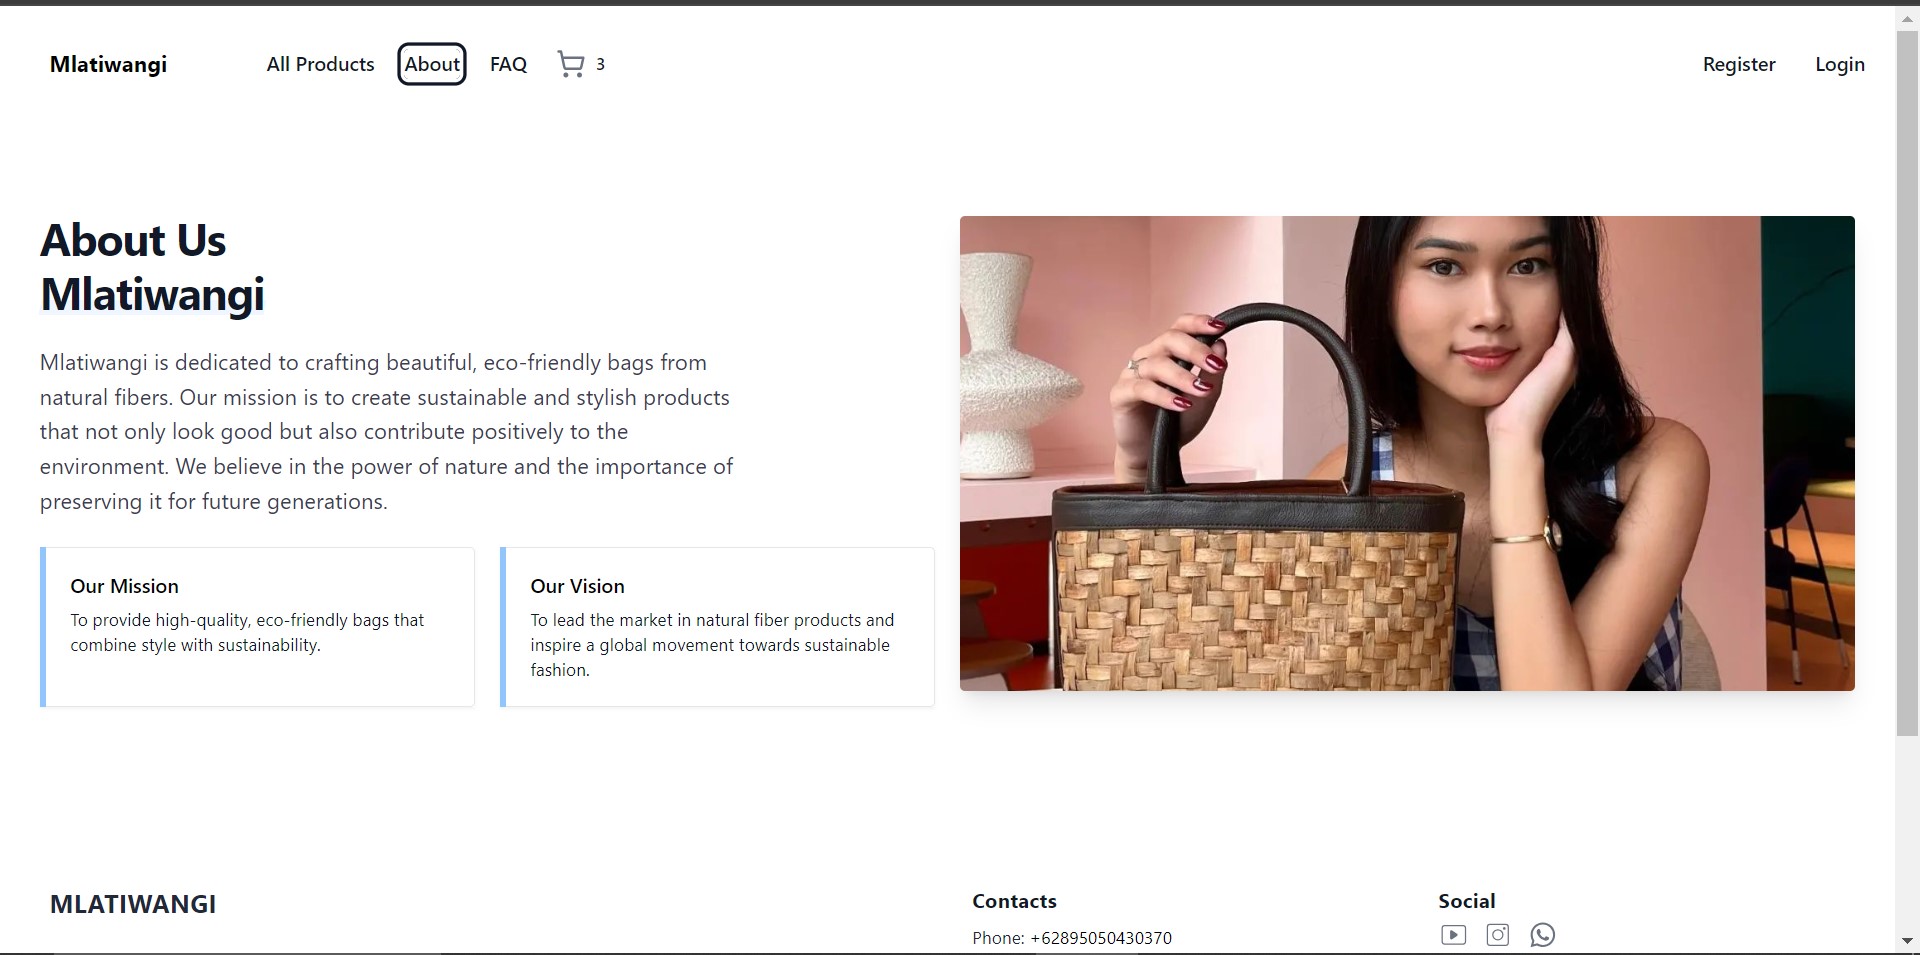 Mlatiwangi
All Products
About
FAQ
3
Register
Login
About Us
Mlatiwangi
Mlatiwangi is dedicated to crafting beautiful, eco-friendly bags from
natural fibers. Our mission is to create sustainable and stylish products
that not only look good but also contribute positively to the
environment. We believe in the power of nature and the importance of
preserving it for future generations.
Our Mission
To provide high-quality, eco-friendly bags that
combine style with sustainability.
Our Vision
To lead the market in natural fiber products and
inspire a global movement towards sustainable
fashion.
MLATIWANGI
Contacts
Phone: +62895050430370
Social